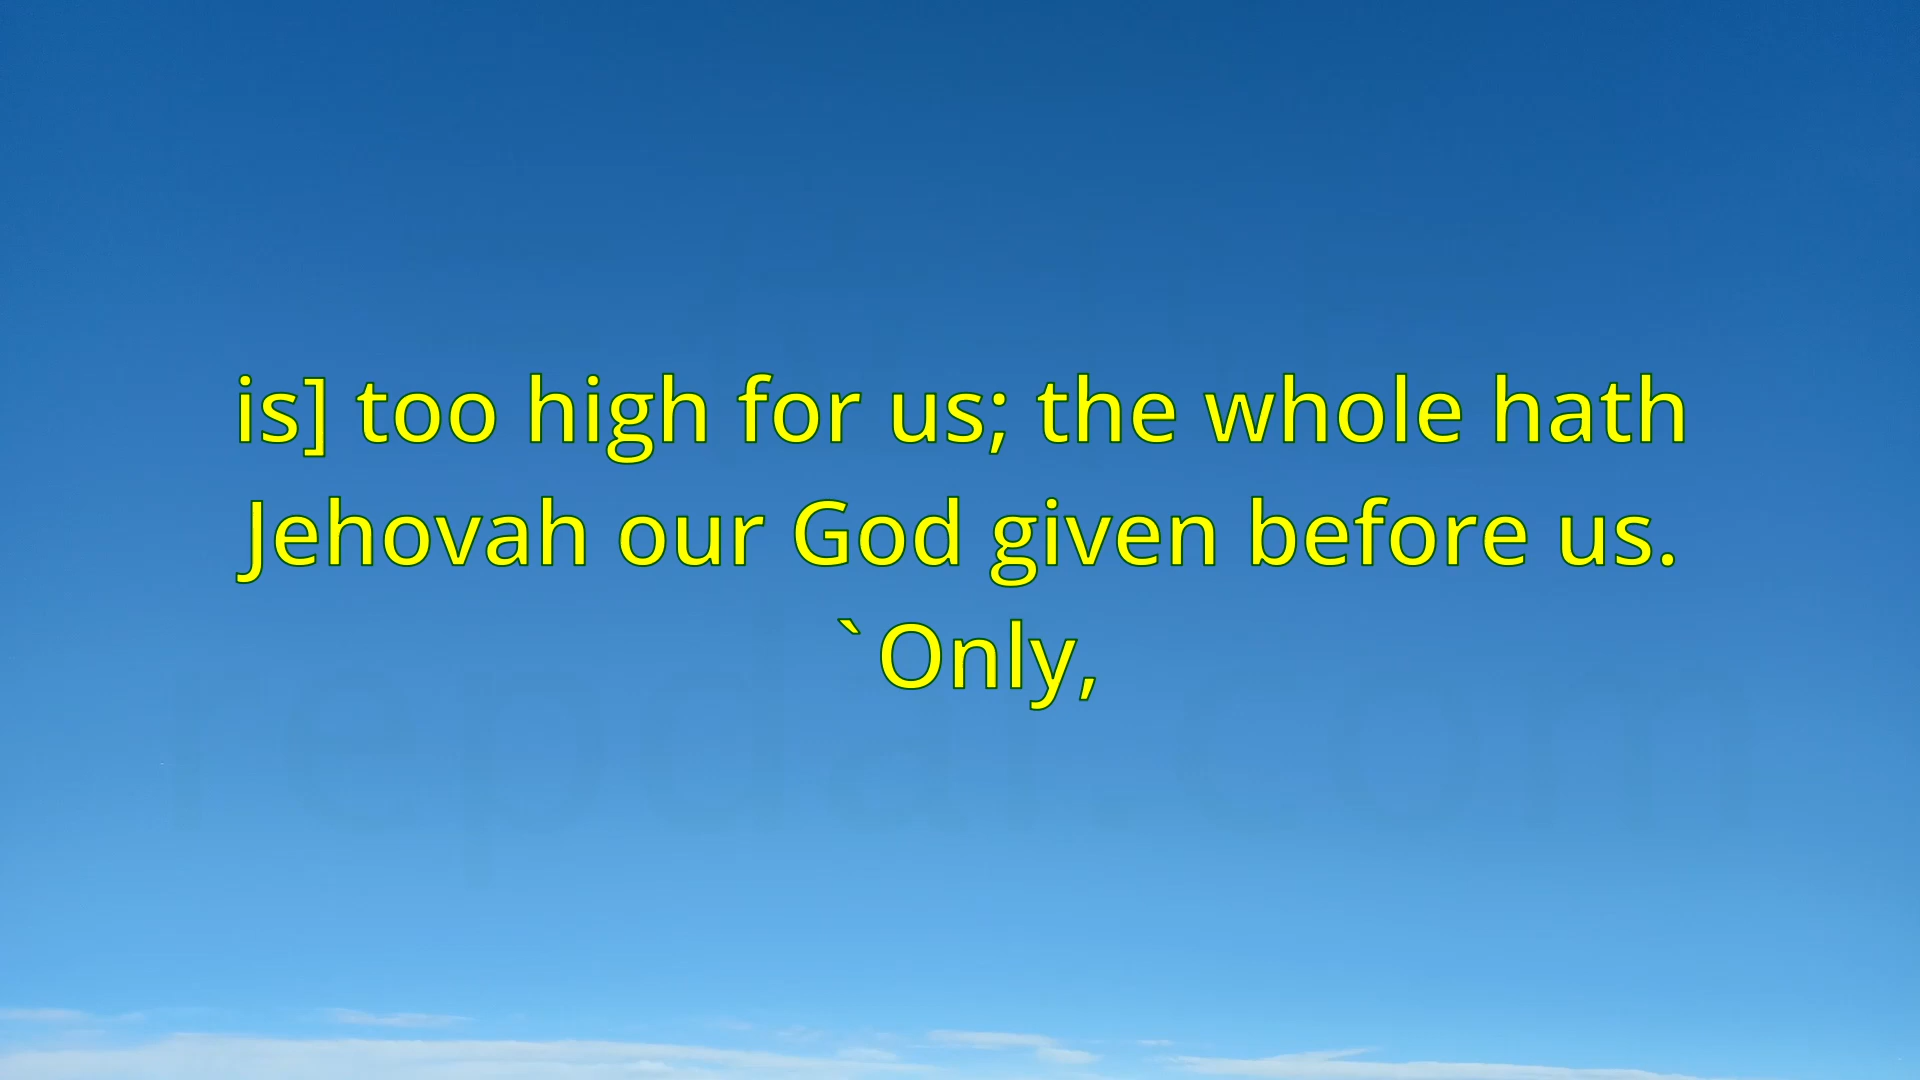 is] too high for us; the whole hath
Jehovah our God given before us.
`Only,